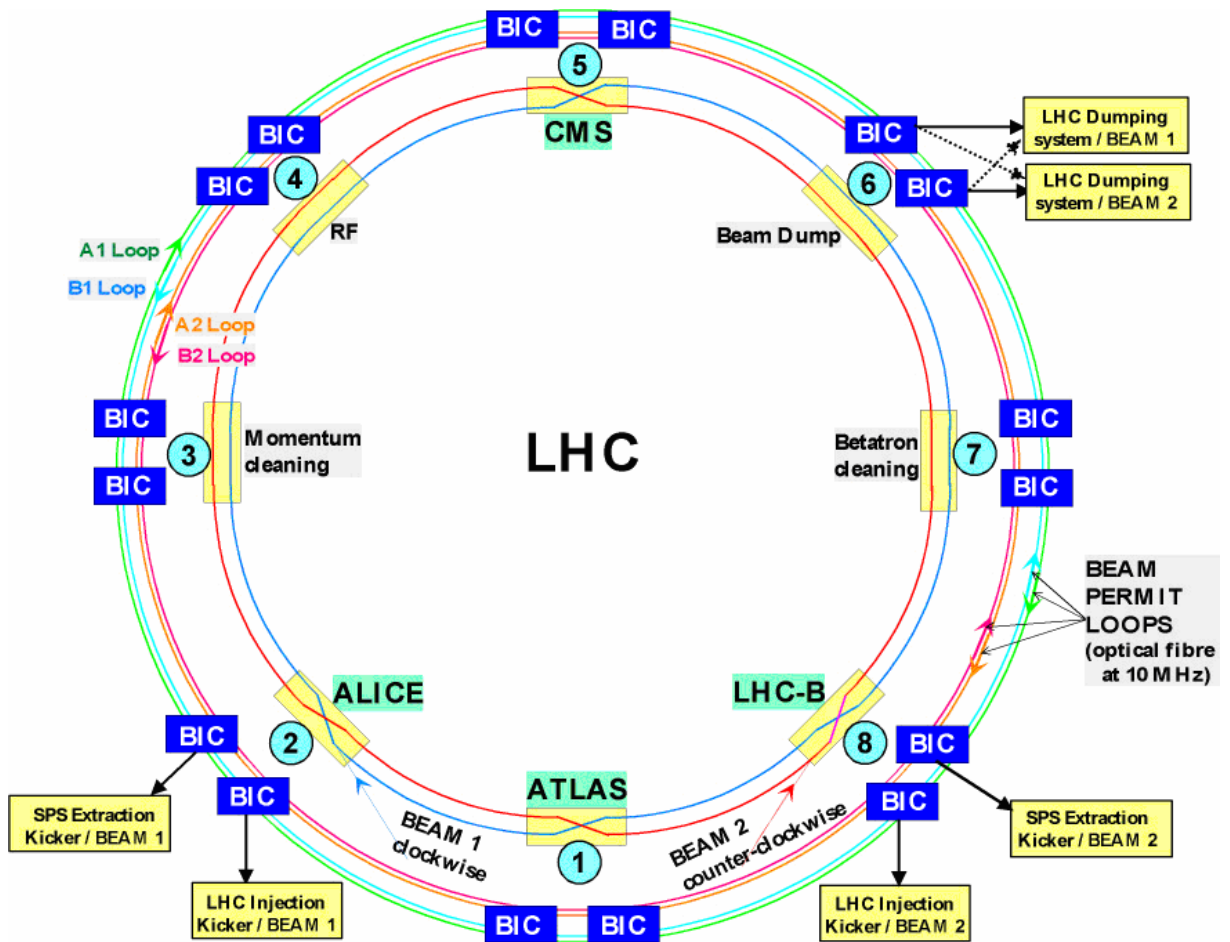 BIC
BIC
5
CMS
BIC
BIC
4
RF
BIC
BIC
6
Beam Dump
LHC Dumping
system / BEAM 1
LHC Dumping
system / BEAM 2
A1 Loop
B1 Loop
A2 Loop
B2 Loop
BIC
BIC
3
Momentum
cleaning
LHC
Betatron
cleaning
7
BIC
BIC
BEAM
PERMIT
LOOPS
(optical fibre
at 10 MHz)
ALICE
2
BIC
BIC
SPS Extraction
Kicker / BEAM 1
LHC Injection
Kicker / BEAM 1
BEAM 1
clockwise
ATLAS
1
BIC
BIC
BEAM 2
counter-clockwise
LHC-B
8
BIC
BIC
SPS Extraction
Kicker / BEAM 2
LHC Injection
Kicker / BEAM 2